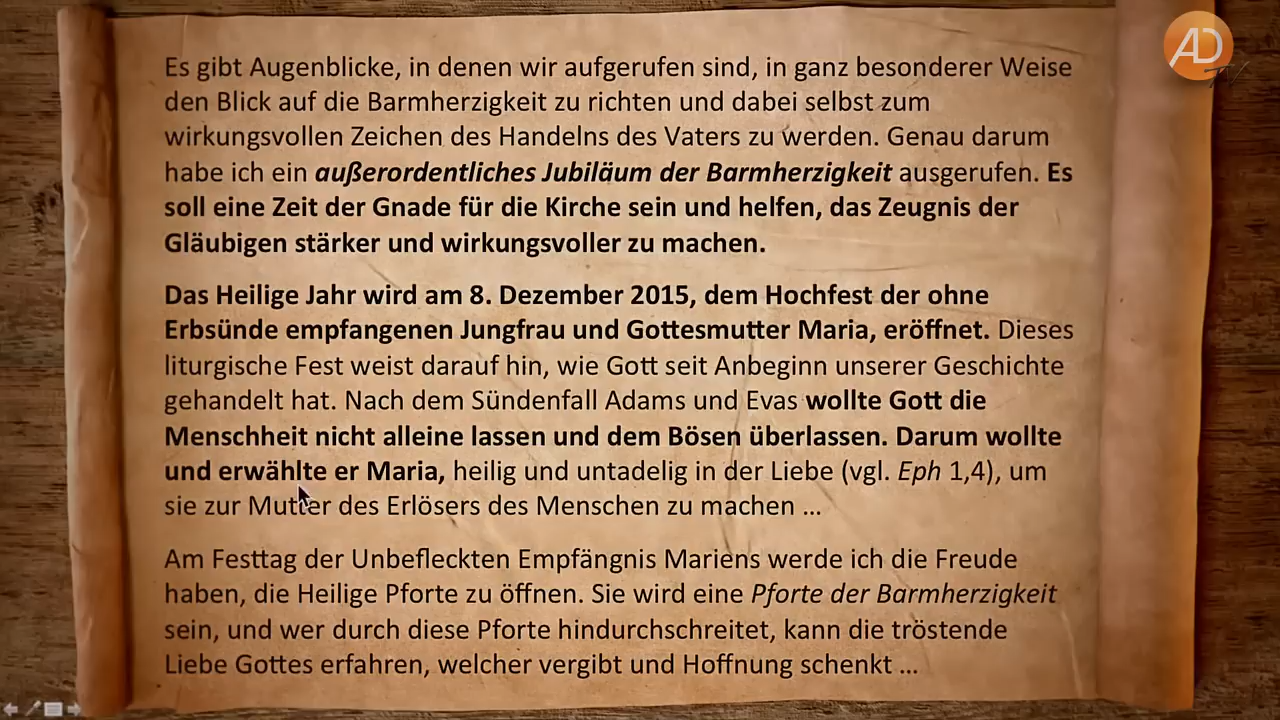 AD
TV
Es gibt Augenblicke, in denen wir aufgerufen sind, in ganz besonderer Weise
den Blick auf die Barmherzigkeit zu richten und dabei selbst zum
wirkungsvollen Zeichen des Handelns des Vaters zu werden. Genau darum
habe ich ein außerordentliches Jubiläum der Barmherzigkeit ausgerufen. Es
soll eine Zeit der Gnade für die Kirche sein und helfen, das Zeugnis der
Gläubigen stärker und wirkungsvoller zu machen.
Das Heilige Jahr wird am 8. Dezember 2015, dem Hochfest der ohne
Erbsünde empfangenen Jungfrau und Gottesmutter Maria, eröffnet. Dieses
liturgische Fest weist darauf hin, wie Gott seit Anbeginn unserer Geschichte
gehandelt hat. Nach dem Sündenfall Adams und Evas wollte Gott die
Menschheit nicht alleine lassen und dem Bösen überlassen. Darum wollte
und erwählte er Maria, heilig und untadelig in der Liebe (vgl. Eph 1,4), um
sie zur Mutter des Erlösers des Menschen zu machen ...
Am Festtag der Unbefleckten Empfängnis Mariens werde ich die Freude
haben, die Heilige Pforte zu öffnen. Sie wird eine Pforte der Barmherzigkeit
sein, und wer durch diese Pforte hindurchschreitet, kann die tröstende
Liebe Gottes erfahren, welcher vergibt und Hoffnung schenkt ...